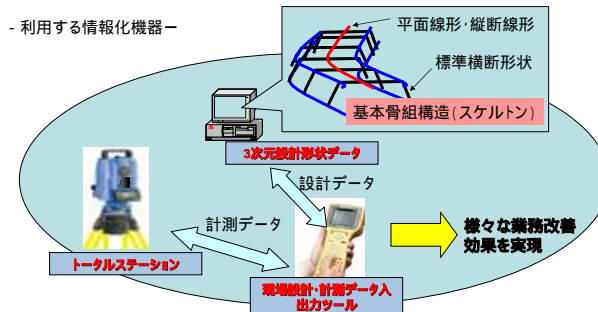 - 利用する情報化機器－
平面線形・縦断線形
標準横断形状
基本骨組構造(スケルトン)
3次元設計形状データ
設計データ
計測データ
様々な業務改善
効果を実現
トータルステーション
現場設計・計測データ入
出力ツール